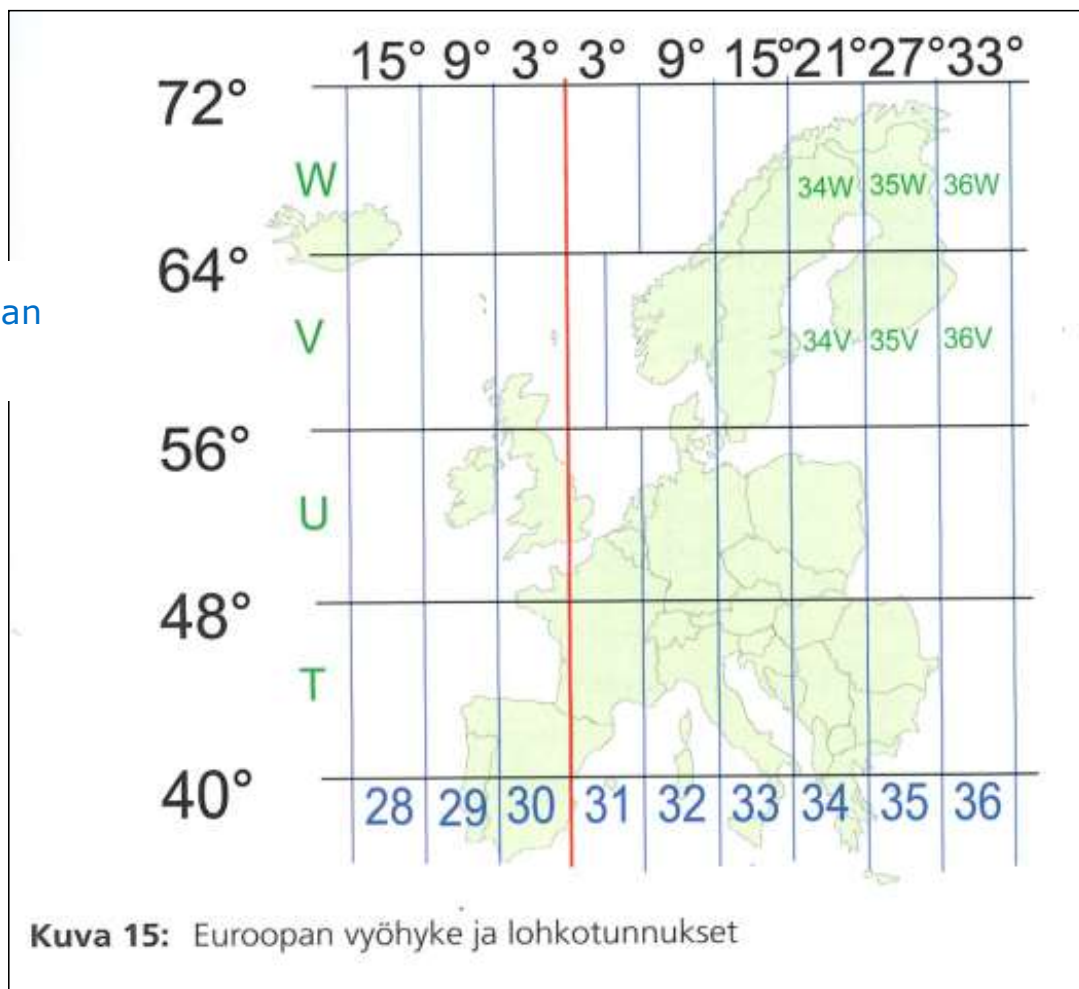 15° 9° 3° 3° 9° 15° 21° 27° 33°
72°
W 34W 35W 36W
64°
an
V 34V 35V 36V
56°
U
48°
T
40°
28 29 30 31 32 33 34 35 36
Kuva 15: Euroopan vyöhyke ja lohkotunnukset